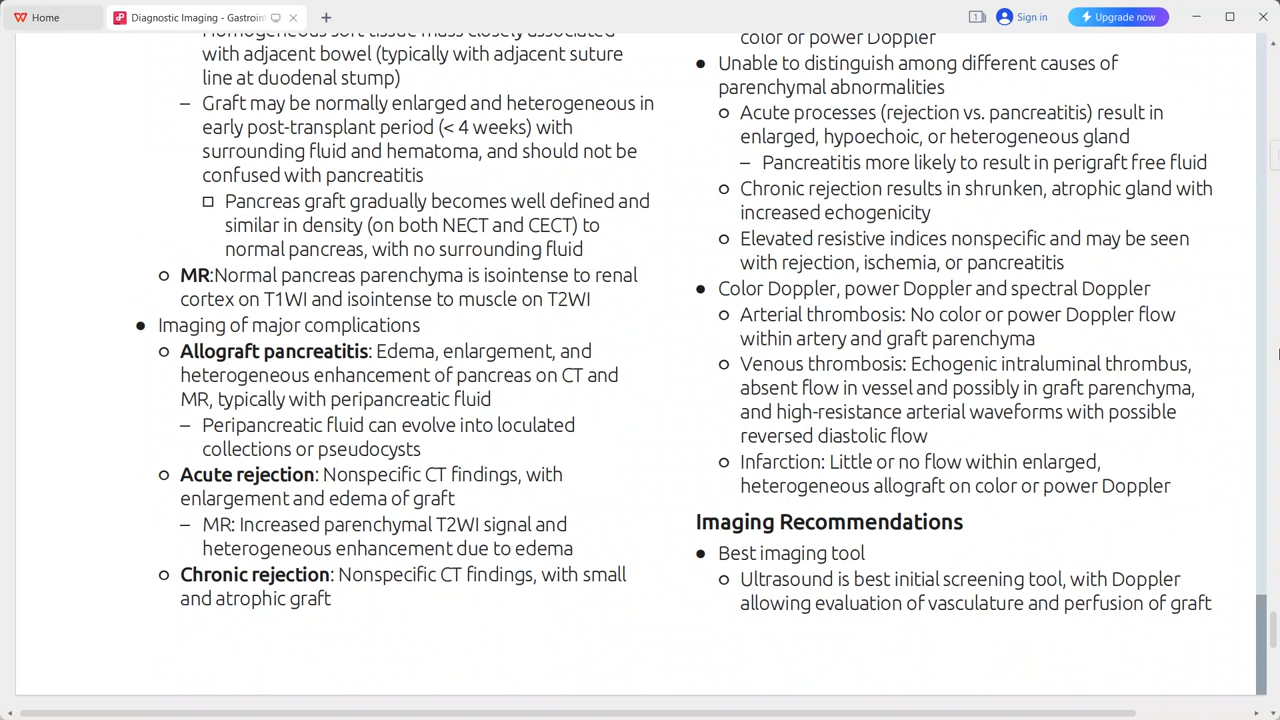 Home
Diagnostic Imaging - Gastroint
Sign in
Upgrade now
Homogenous soft tissue mass closely associated
with adjacent bowel (typically with adjacent suture
line at duodenal stump)
– Graft may be normally enlarged and heterogeneous in
early post-transplant period (< 4 weeks) with
surrounding fluid and hematoma, and should not be
confused with pancreatitis
□ Pancreas graft gradually becomes well defined and
similar in density (on both NECT and CECT) to
normal pancreas, with no surrounding fluid
○ MR:Normal pancreas parenchyma is isointense to renal
cortex on T1WI and isointense to muscle on T2WI
● Imaging of major complications
○ Allograft pancreatitis: Edema, enlargement, and
heterogeneous enhancement of pancreas on CT and
MR, typically with peripancreatic fluid
– Peripancreatic fluid can evolve into loculated
collections or pseudocysts
○ Acute rejection: Nonspecific CT findings, with
enlargement and edema of graft
– MR: Increased parenchymal T2WI signal and
heterogeneous enhancement due to edema
○ Chronic rejection: Nonspecific CT findings, with small
and atrophic graft
color or power Doppler
● Unable to distinguish among different causes of
parenchymal abnormalities
○ Acute processes (rejection vs. pancreatitis) result in
enlarged, hypoechoic, or heterogeneous gland
– Pancreatitis more likely to result in perigraft free fluid
○ Chronic rejection results in shrunken, atrophic gland with
increased echogenicity
○ Elevated resistive indices nonspecific and may be seen
with rejection, ischemia, or pancreatitis
● Color Doppler, power Doppler and spectral Doppler
○ Arterial thrombosis: No color or power Doppler flow
within artery and graft parenchyma
○ Venous thrombosis: Echogenic intraluminal thrombus,
absent flow in vessel and possibly in graft parenchyma,
and high-resistance arterial waveforms with possible
reversed diastolic flow
○ Infarction: Little or no flow within enlarged,
heterogeneous allograft on color or power Doppler
Imaging Recommendations
● Best imaging tool
○ Ultrasound is best initial screening tool, with Doppler
allowing evaluation of vasculature and perfusion of graft